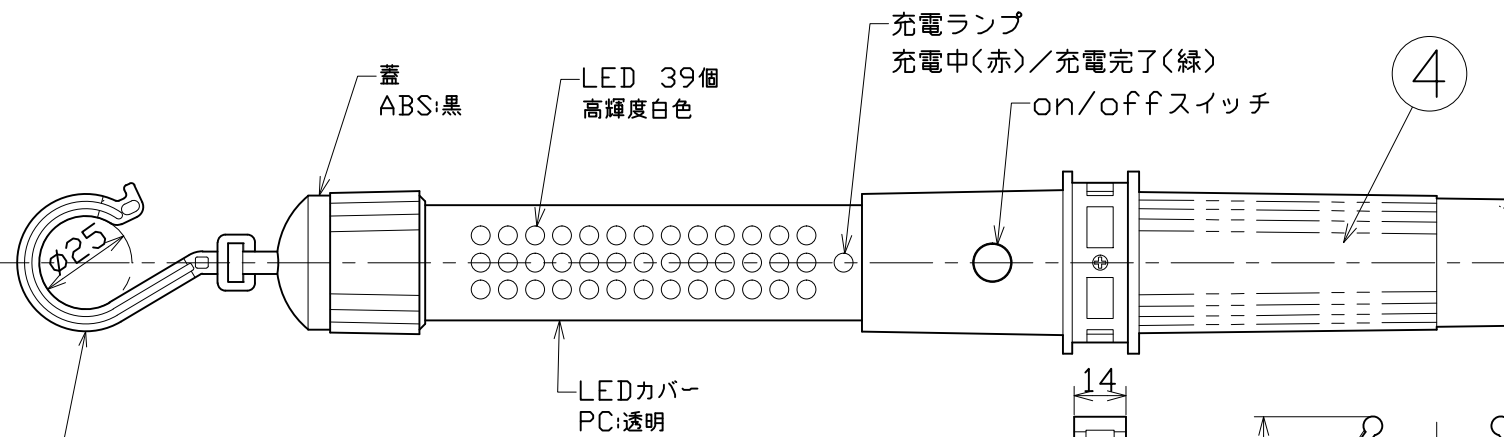 充電ランプ
充電中(赤)／充電完了(緑)
蓋
ABS:黒
LED 39個
高輝度白色
on/offスイッチ
4
φ25
LEDカバー
PC:透明
14